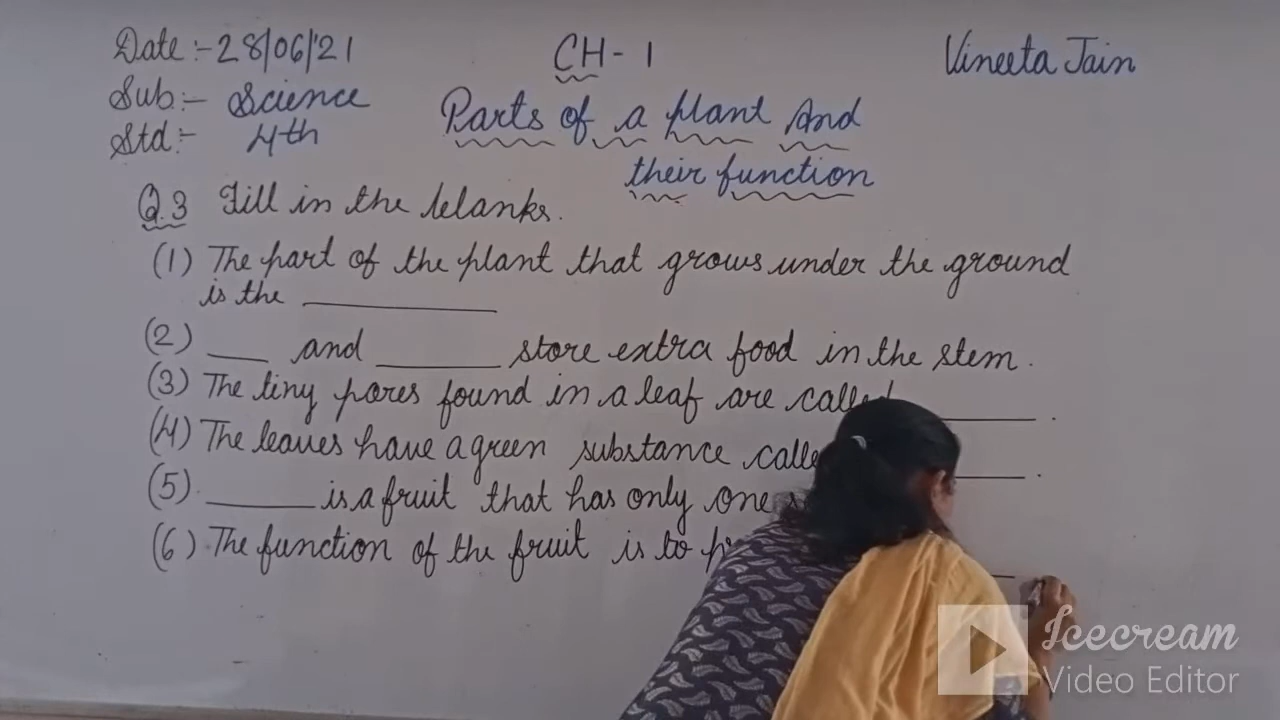 Date:-28/06/21
CH-1
Vineeta Jain
Sub:- Science
Std:- 4th
Parts of a plant And
their function
Q.3 Fill in the blanks.
(1) The part of the plant that grows under the ground
is the ________
(2) ___ and ______ store extra food in the stem.
(3) The tiny pores found in a leaf are called ______.
(4) The leaves have a green substance ______.
(5). ______ is a fruit that has only one
(6) The function of the fruit is to
Icecream
Video Editor